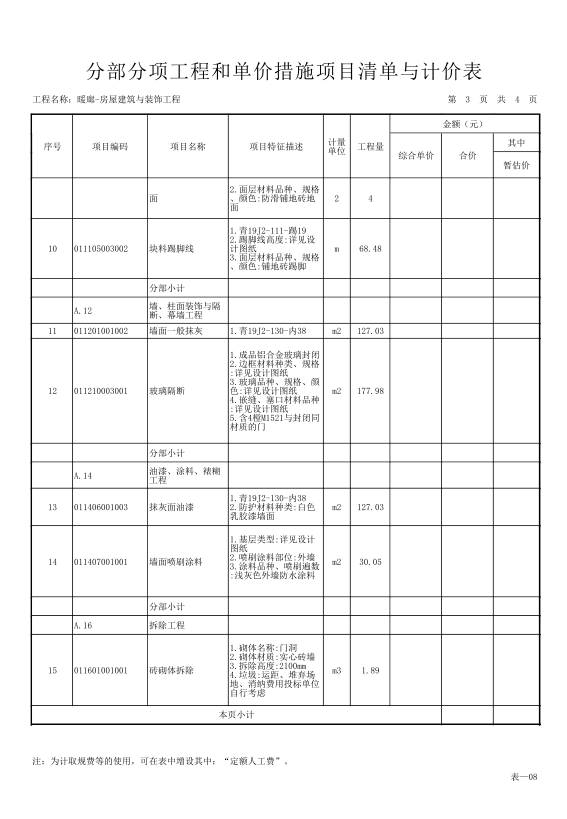 分部分项工程和单价措施项目清单与计价表
工程名称：暖廊-房屋建筑与装饰工程 第 3 页 共 4 页
序号 项目编码 项目名称 项目特征描述 计量单位 工程量 金额（元）
综合单价 合价 其中
暂估价
面 2.面层材料品种、规格 2 4
、颜色:防滑铺地砖地
面
10 011105003002 块料踢脚线 1.青19J2-111-踢19 m 68.48
2.踢脚线高度:详见设
计图纸
3.面层材料品种、规格
、颜色:铺地砖踢脚
分部小计
A.12 墙、柱面装饰与隔
断、幕墙工程
11 011201001002 墙面一般抹灰 1.青19J2-130-内38 m2 127.03
12 011210003001 玻璃隔断 1.成品铝合金玻璃封闭 m2 177.98
2.边框材料种类、规格
:详见设计图纸
3.玻璃品种、规格、颜
色:详见设计图纸
4.嵌缝、塞口材料品种
:详见设计图纸
5.含4樘M1521与封闭同
材质的门
分部小计
A.14 油漆、涂料、裱糊
工程
13 011406001003 抹灰面油漆 1.青19J2-130-内38 m2 127.03
2.防护材料种类:白色
乳胶漆墙面
14 011407001001 墙面喷刷涂料 1.基层类型:详见设计 m2 30.05
图纸
2.喷刷涂料部位:外墙
3.涂料品种、喷刷遍数
:浅灰色外墙防水涂料
分部小计
A.16 拆除工程
15 011601001001 砖砌体拆除 1.砌体名称:门洞 m3 1.89
2.砌体材质:实心砖墙
3.拆除高度:2100mm
4.垃圾:运距、堆弃场
地、消纳费用投标单位
自行考虑
分部小计
本页小计
注：为计取规费等的使用，可在表中增设其中：“定额人工费”。
表—08